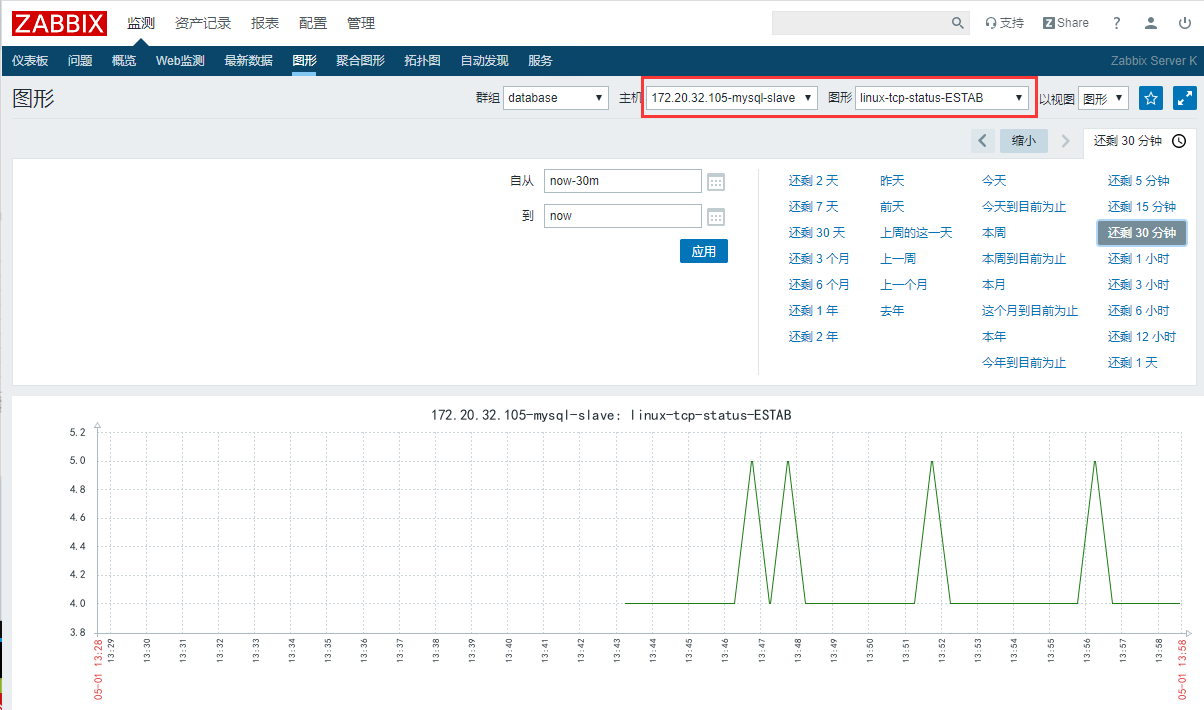 ZABBIX 监测 资产记录 报表 配置 管理 支持 Z Share ?
仪表板 问题 概览 Web监测 最新数据 图形 聚合图形 拓扑图 自动发现 服务 Zabbix Server K
图形 群组 database 主机 172.20.32.105-mysql-slave 图形 linux-tcp-status-ESTAB 以视图 图形
缩小 还剩 30 分钟
自从 now-30m
到 now
应用
还剩 2 天 昨天 今天 还剩 5 分钟
还剩 7 天 前天 今天到目前为止 还剩 15 分钟
还剩 30 天 上周的这一天 本周 还剩 30 分钟
还剩 3 个月 上一周 本周到目前为止 还剩 1 小时
还剩 6 个月 上一个月 本月 还剩 3 小时
还剩 1 年 去年 这个月到目前为止 还剩 6 小时
还剩 2 年 本年 还剩 12 小时
今年到目前为止 还剩 1 天
172.20.32.105-mysql-slave: linux-tcp-status-ESTAB
5.2
5.0
4.8
4.6
4.4
4.2
4.0
3.8
05-01 13:28 13:29 13:30 13:31 13:32 13:33 13:34 13:35 13:36 13:37 13:38 13:39 13:40 13:41 13:42 13:43 13:44 13:45 13:46 13:47 13:48 13:49 13:50 13:51 13:52 13:53 13:54 13:55 13:56 13:57 13:58 05-01 13:58